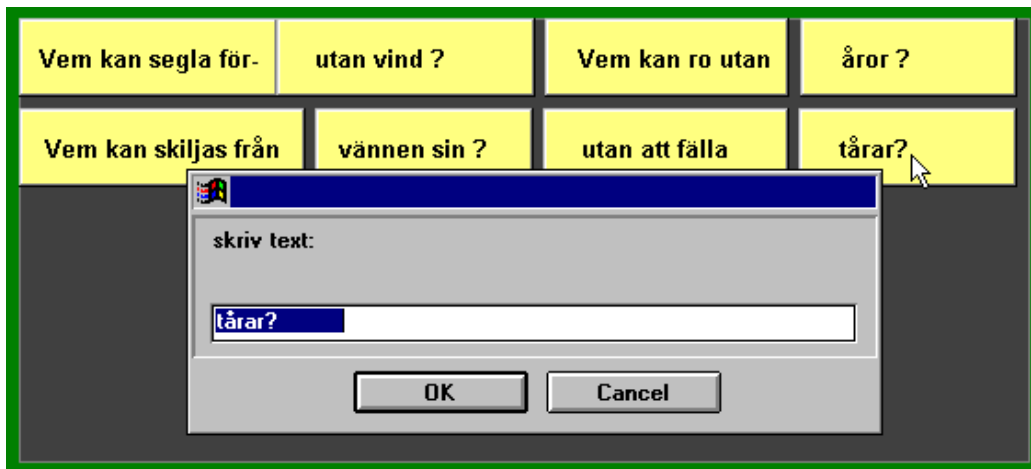 Vem kan segla för- utan vind ? Vem kan ro utan åror ?
Vem kan skiljas från vännen sin ? utan att fälla tårar?
skriv text:
tårar?
OK Cancel